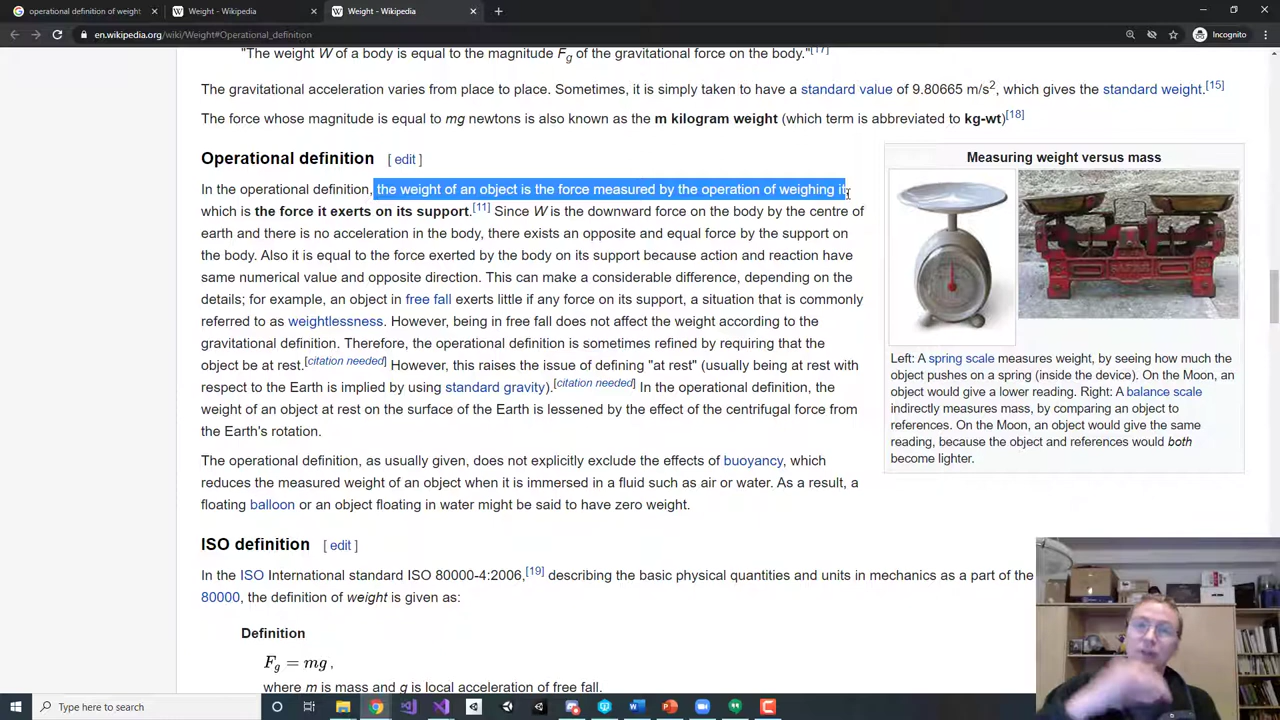 operational definition of weight
Weight - Wikipedia
Weight - Wikipedia
en.wikipedia.org/wiki/Weight#Operational_definition
Incognito
"The weight W of a body is equal to the magnitude Fg of the gravitational force on the body."[17]
The gravitational acceleration varies from place to place. Sometimes, it is simply taken to have a standard value of 9.80665 m/s2, which gives the standard weight.[15]
The force whose magnitude is equal to mg newtons is also known as the m kilogram weight (which term is abbreviated to kg-wt)[18]
Operational definition [ edit ]
In the operational definition, the weight of an object is the force measured by the operation of weighing it,
which is the force it exerts on its support.[11] Since W is the downward force on the body by the centre of
earth and there is no acceleration in the body, there exists an opposite and equal force by the support on
the body. Also it is equal to the force exerted by the body on its support because action and reaction have
same numerical value and opposite direction. This can make a considerable difference, depending on the
details; for example, an object in free fall exerts little if any force on its support, a situation that is commonly
referred to as weightlessness. However, being in free fall does not affect the weight according to the
gravitational definition. Therefore, the operational definition is sometimes refined by requiring that the
object be at rest.[citation needed] However, this raises the issue of defining "at rest" (usually being at rest with
respect to the Earth is implied by using standard gravity).[citation needed] In the operational definition, the
weight of an object at rest on the surface of the Earth is lessened by the effect of the centrifugal force from
the Earth's rotation.
The operational definition, as usually given, does not explicitly exclude the effects of buoyancy, which
reduces the measured weight of an object when it is immersed in a fluid such as air or water. As a result, a
floating balloon or an object floating in water might be said to have zero weight.
Measuring weight versus mass
Left: A spring scale measures weight, by seeing how much the
object pushes on a spring (inside the device). On the Moon, an
object would give a lower reading. Right: A balance scale
indirectly measures mass, by comparing an object to
references. On the Moon, an object would give the same
reading, because the object and references would both
become lighter.
ISO definition [ edit ]
In the ISO International standard ISO 80000-4:2006,[19] describing the basic physical quantities and units in mechanics as a part of the
80000, the definition of weight is given as:
Definition
Fg = mg ,
where m is mass and g is local acceleration of free fall.
Type here to search